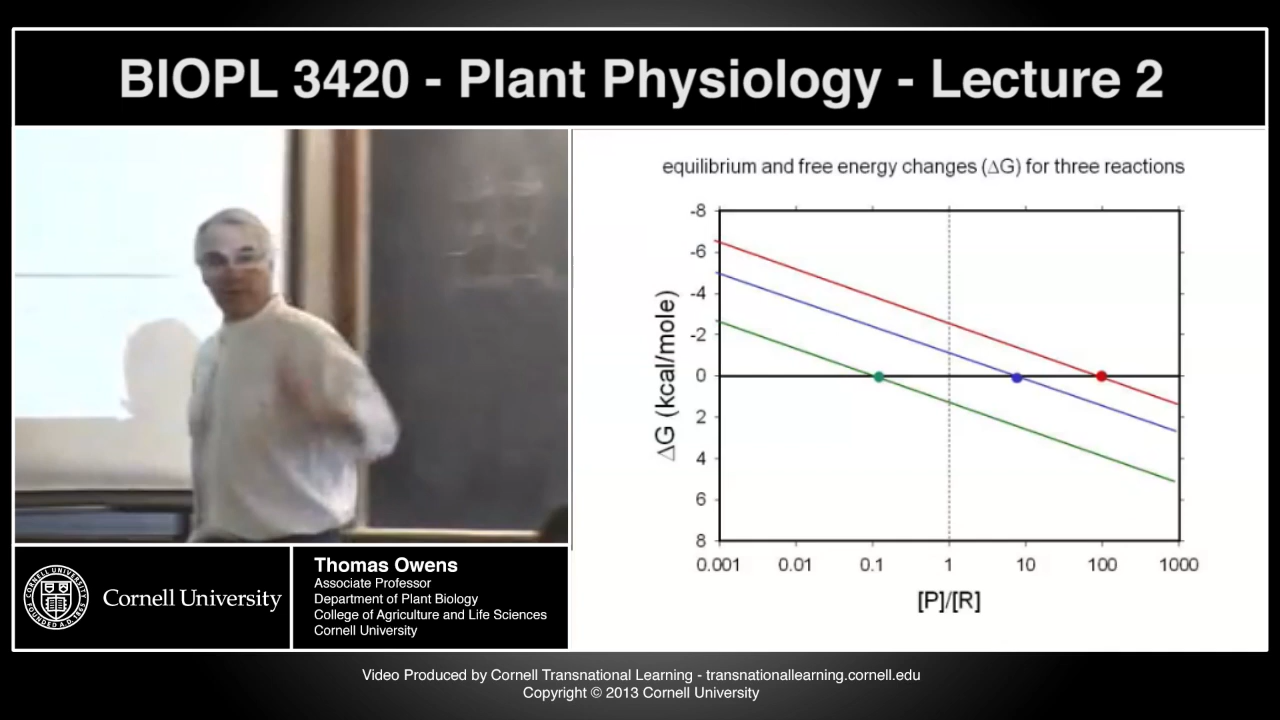 BIOPL 3420 - Plant Physiology - Lecture 2
equilibrium and free energy changes (ΔG) for three reactions
-8
-6
-4
-2
0
2
4
6
8
ΔG (kcal/mole)
0.001 0.01 0.1 1 10 100 1000
[P]/[R]
CORNELL UNIVERSITY
FOUNDED A.D. 1865
Cornell University
Thomas Owens
Associate Professor
Department of Plant Biology
College of Agriculture and Life Sciences
Cornell University
Video Produced by Cornell Transnational Learning - transnationallearning.cornell.edu
Copyright © 2013 Cornell University